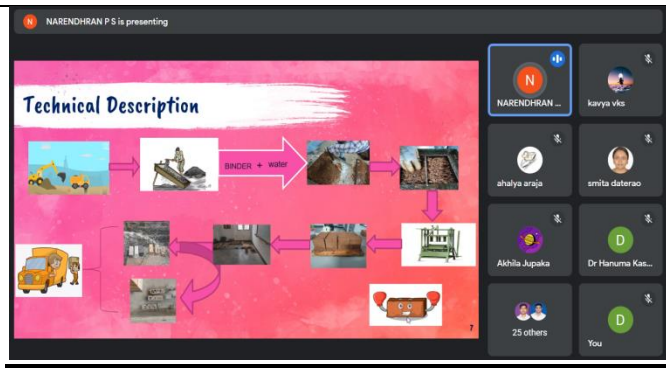 N
NARENDHRAN P S is presenting
Technical Description
BINDER + water
7
N
NARENDHRAN ...
kavya vks
ahalya araja
smita daterao
Akhila Jupaka
D
Dr Hanuma Kas...
25 others
D
You